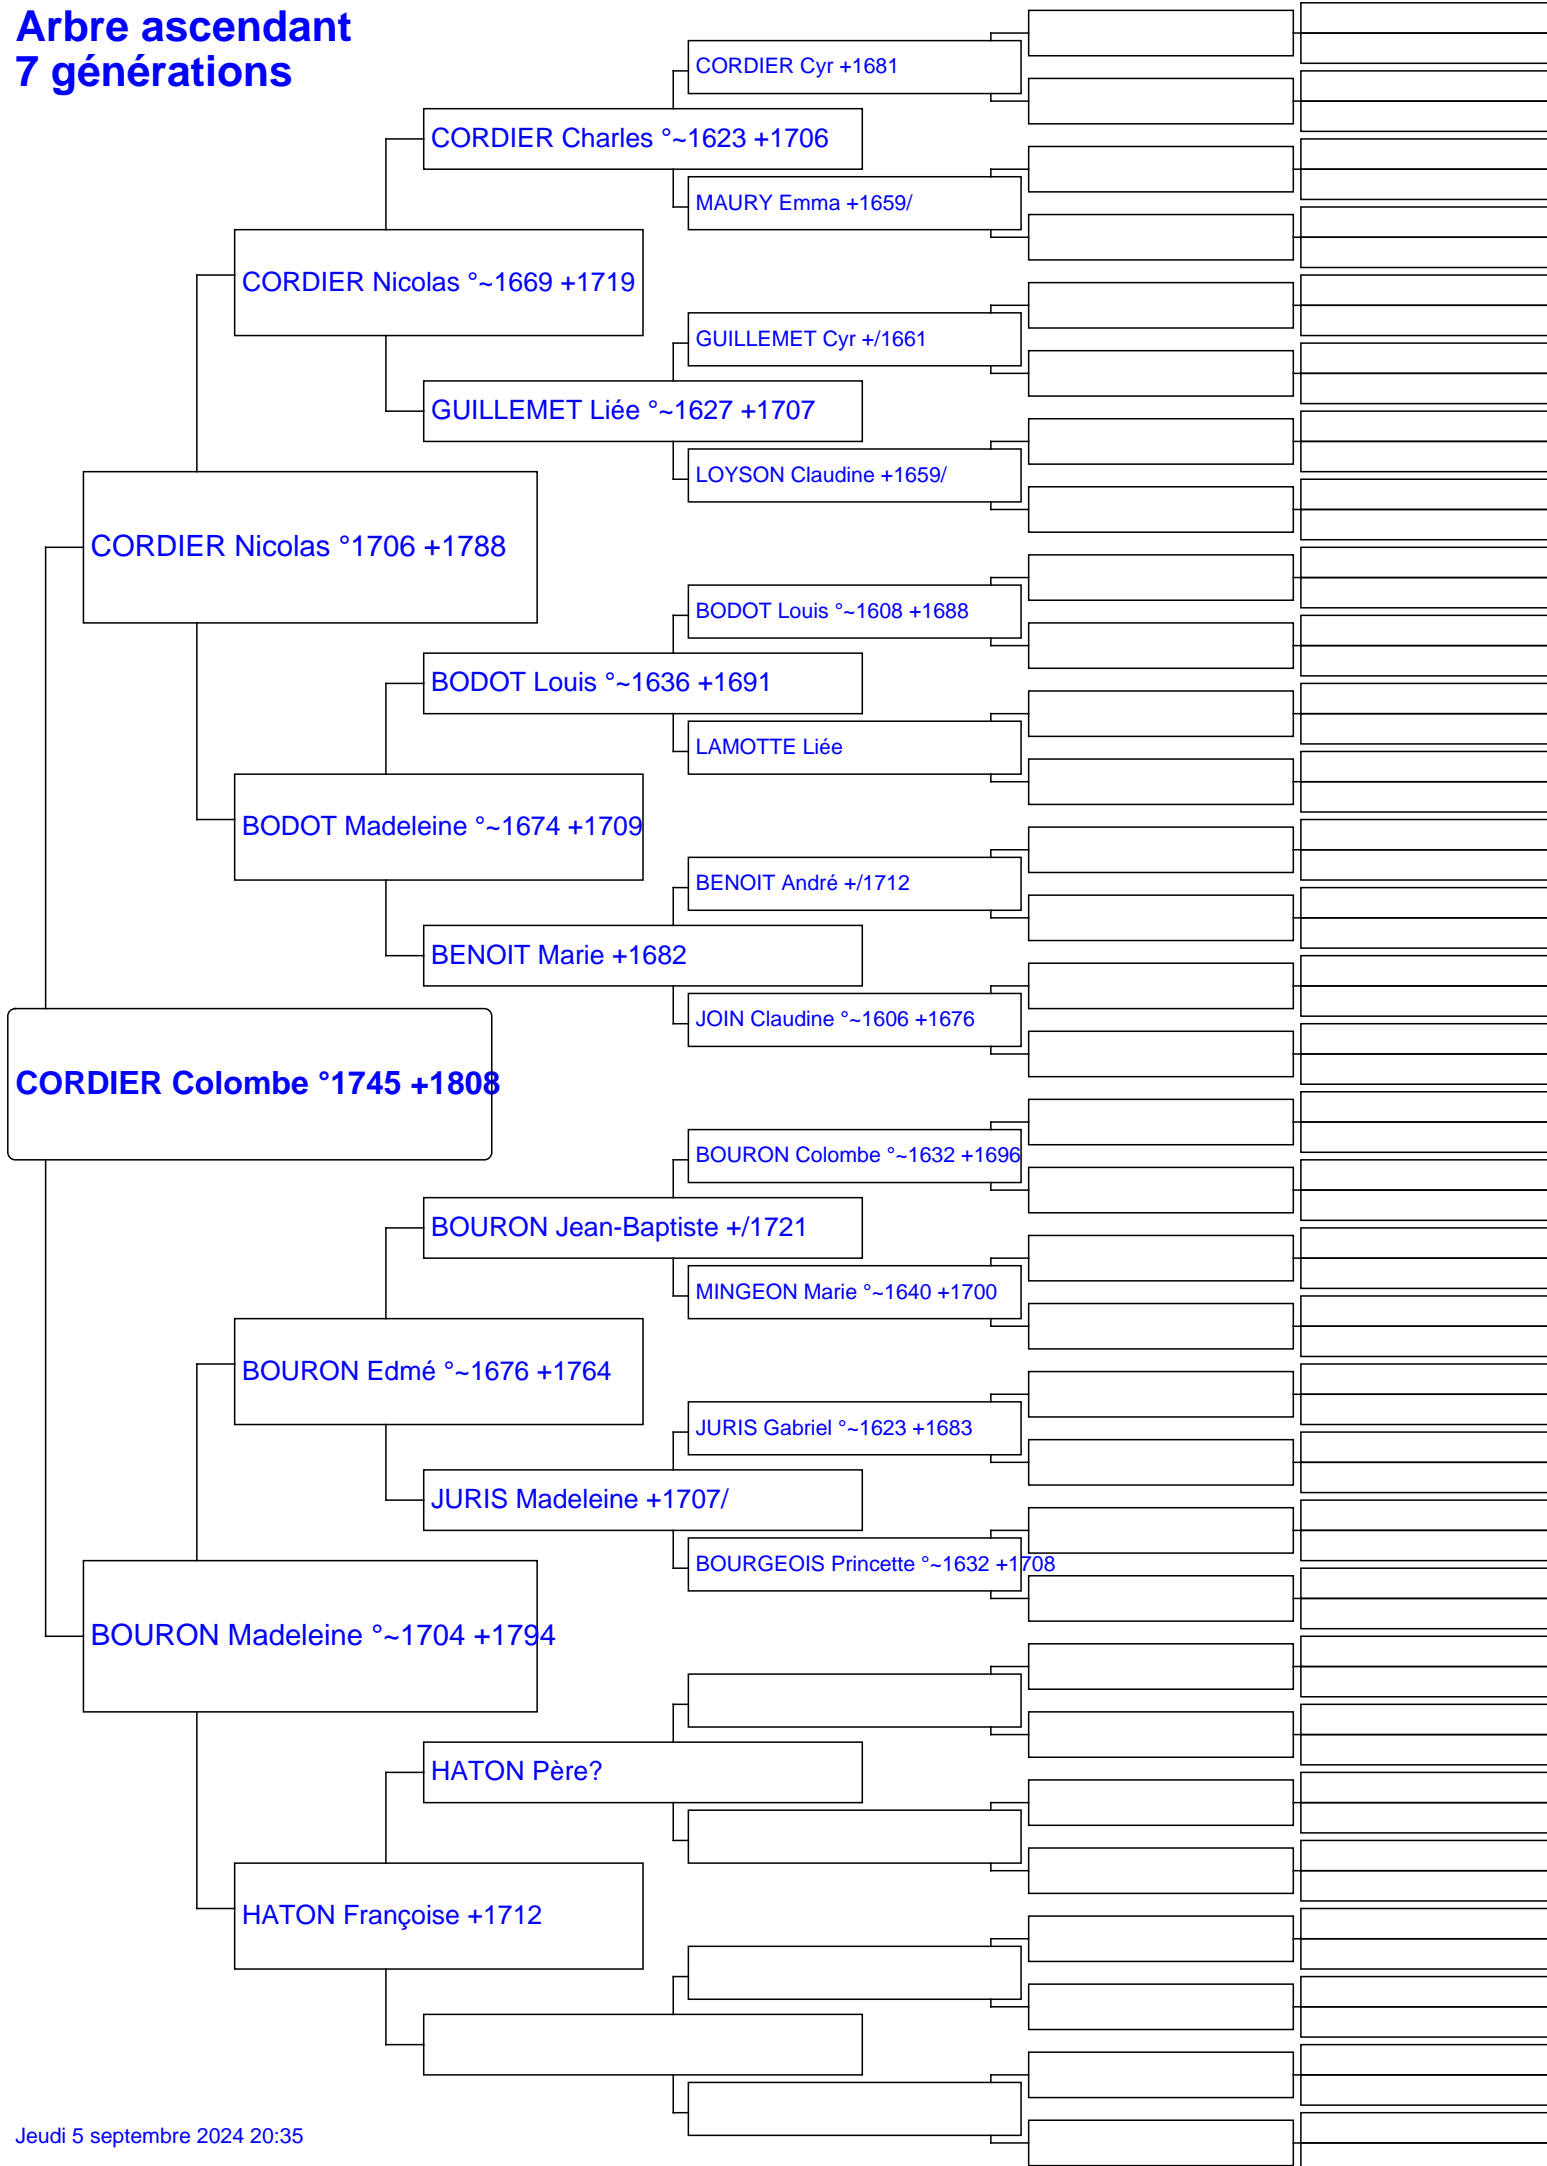 Arbre ascendant
7 générations
CORDIER Cyr +1681
CORDIER Charles °~1623 +1706
MAURY Emma +1659/
CORDIER Nicolas °~1669 +1719
GUILLEMET Cyr +/1661
GUILLEMET Liée °~1627 +1707
LOYSON Claudine +1659/
CORDIER Nicolas °1706 +1788
BODOT Louis °~1608 +1688
BODOT Louis °~1636 +1691
LAMOTTE Liée
BODOT Madeleine °~1674 +1709
BENOIT André +/1712
BENOIT Marie +1682
JOIN Claudine °~1606 +1676
CORDIER Colombe °1745 +1808
BOURON Colombe °~1632 +1696
BOURON Jean-Baptiste +/1721
MINGEON Marie °~1640 +1700
BOURON Edmé °~1676 +1764
JURIS Gabriel °~1623 +1683
JURIS Madeleine +1707/
BOURGEOIS Princette °~1632 +1708
BOURON Madeleine °~1704 +1794
HATON Père?
HATON Françoise +1712
Jeudi 5 septembre 2024 20:35